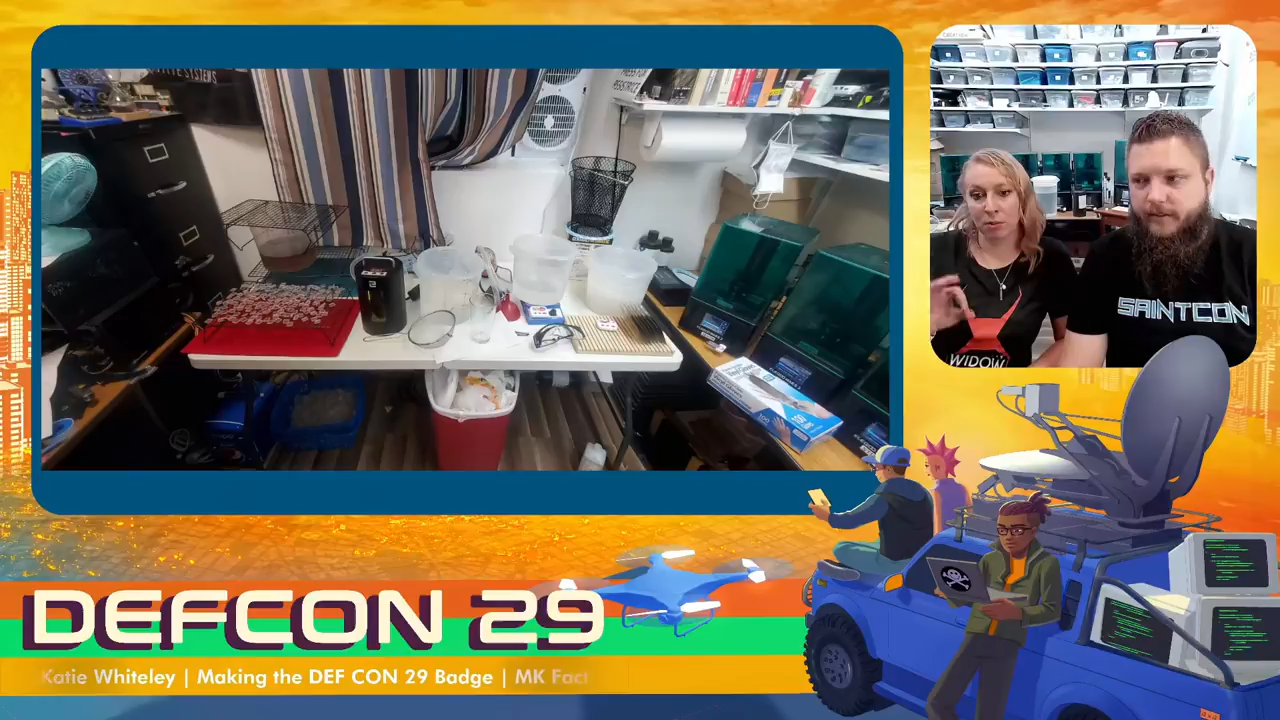 SAINTCON
WIDOW
DEFCON 29
Katie Whiteley | Making the DEF CON 29 Badge | MK Fact